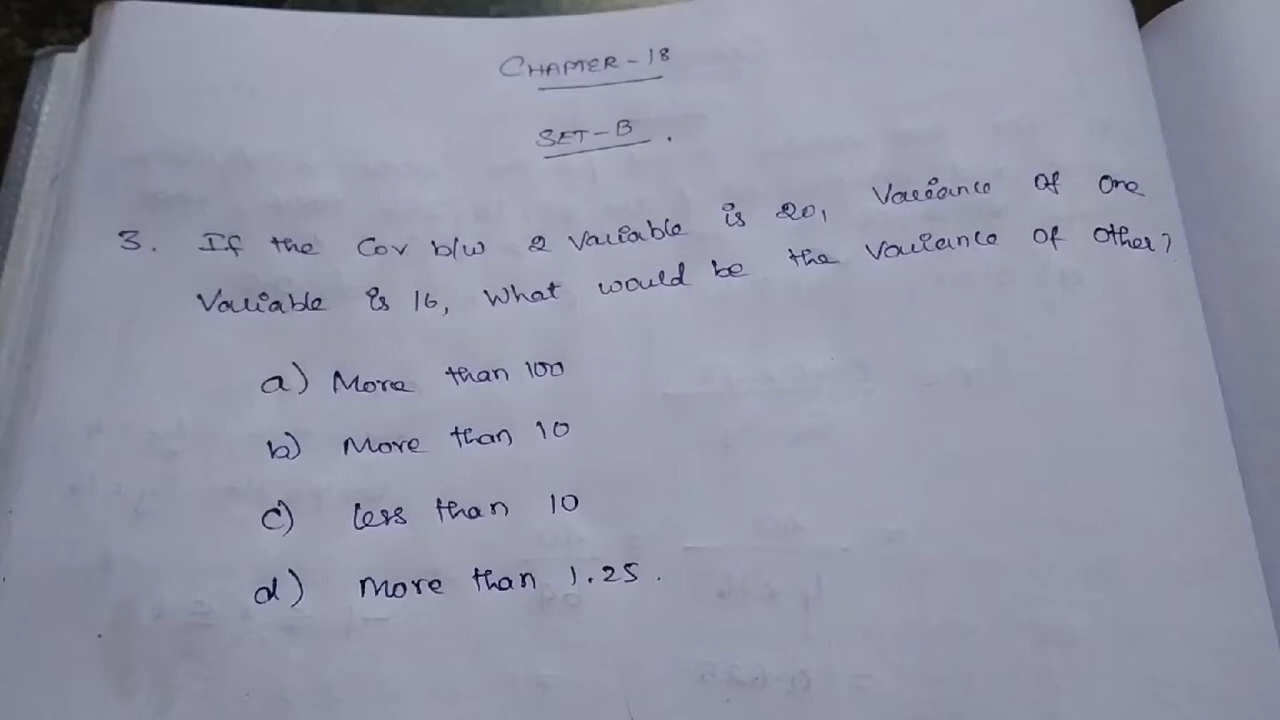 CHAPTER - 18
SET - B .
3. If the Cov b/w 2 Variable is 20, Variance Of One
Variable is 16, What would be the Variance Of Other?
a) More than 100
b) More than 10
c) Less than 10
d) More than 1.25 .